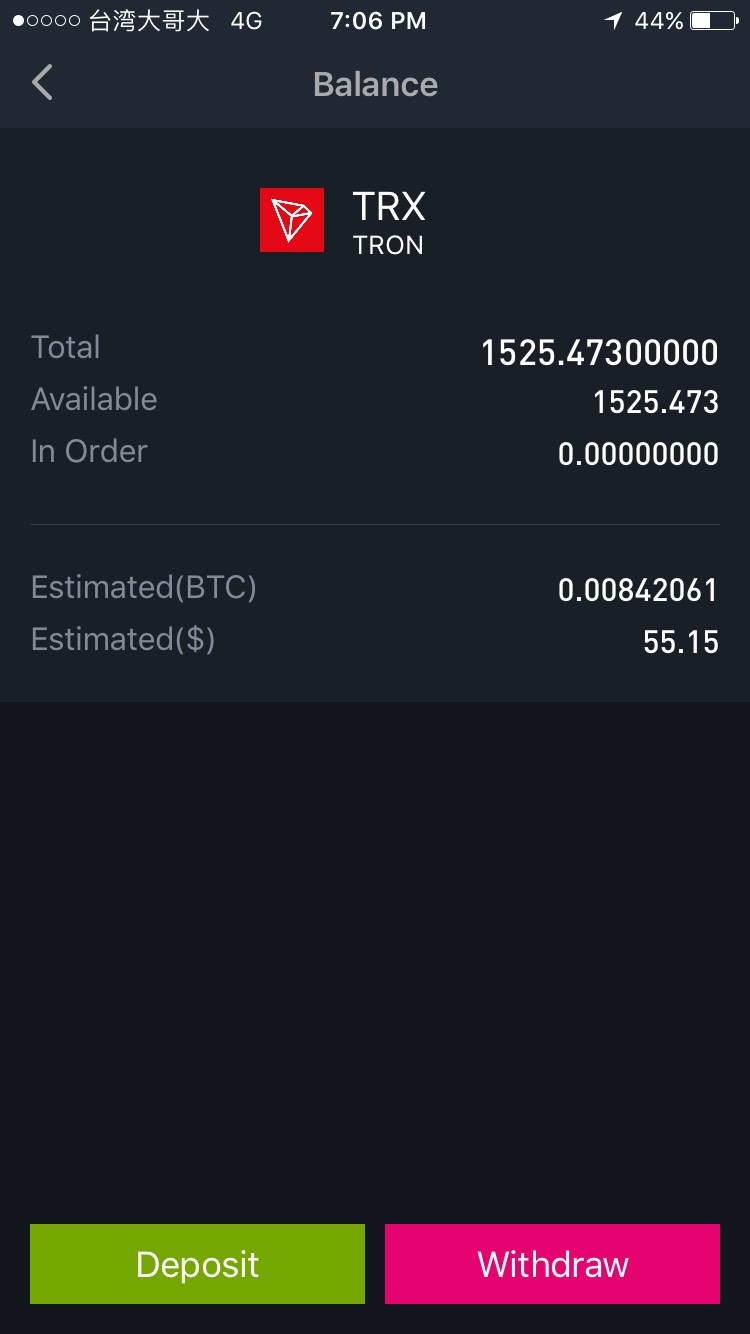 台湾大哥大 4G 7:06 PM 44%
Balance
TRX
TRON
Total 1525.47300000
Available 1525.473
In Order 0.00000000
Estimated(BTC) 0.00842061
Estimated($) 55.15
Deposit Withdraw